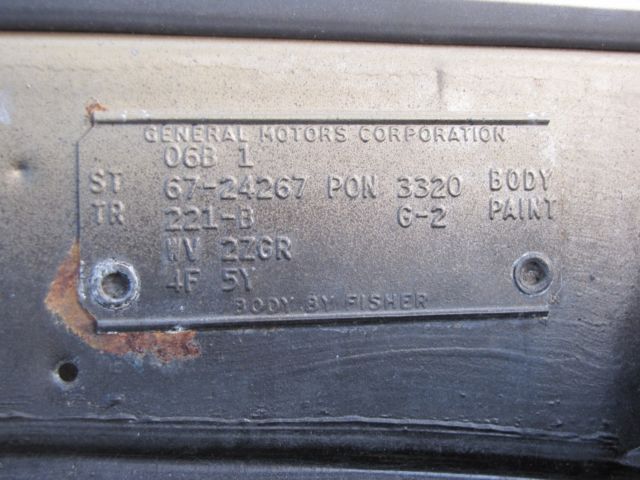 GENERAL MOTORS CORPORATION
06B 1
ST 67-24267 PON 3320 BODY
TR 221-B G-2 PAINT
WV 2ZGR
4F 5Y
BODY BY FISHER